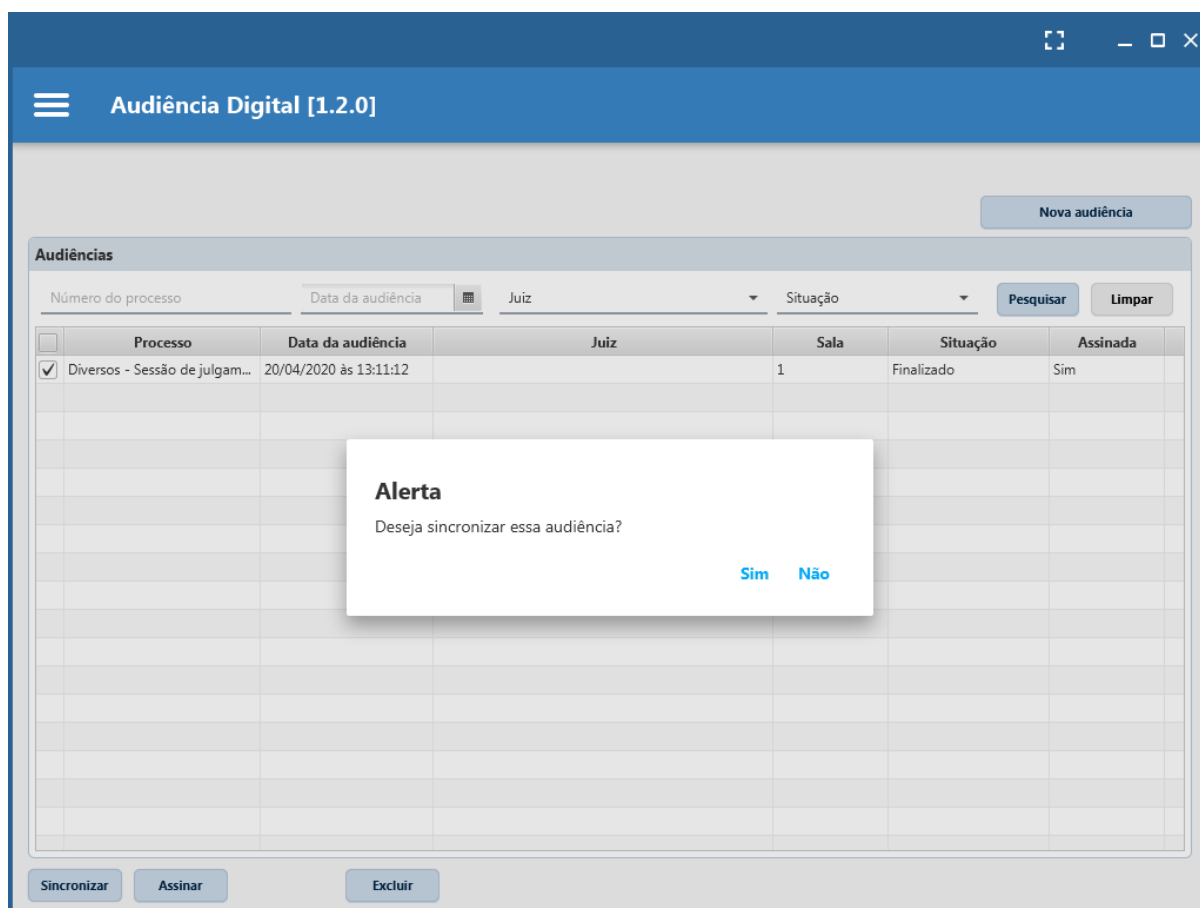 Audiência Digital [1.2.0]
Nova audiência
Audiências
Número do processo Data da audiência Juiz Situação Pesquisar Limpar
Processo Data da audiência Juiz Sala Situação Assinada
Diversos - Sessão de julgam... 20/04/2020 às 13:11:12 1 Finalizado Sim
Alerta
Deseja sincronizar essa audiência?
Sim Não
Sincronizar Assinar Excluir